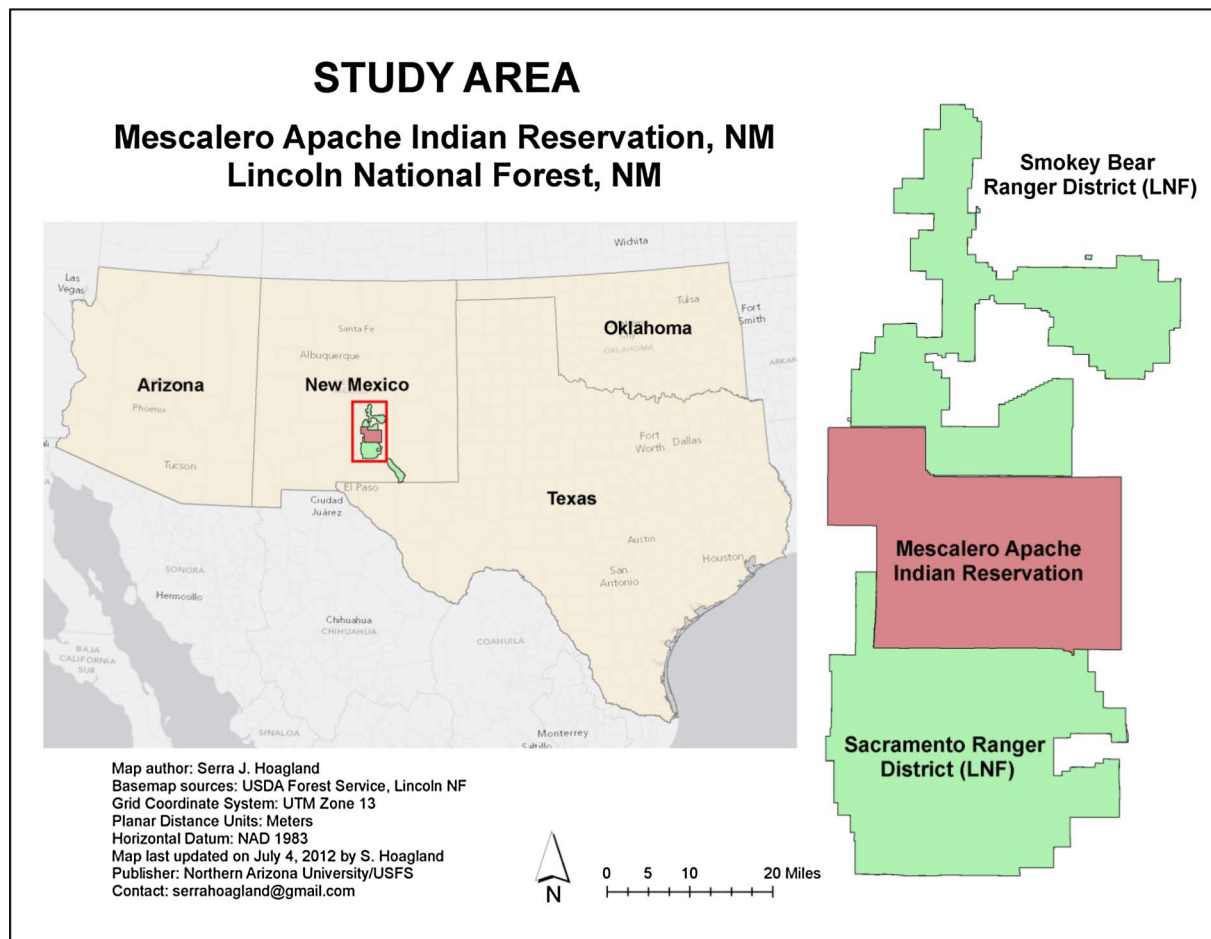 STUDY AREA
Mescalero Apache Indian Reservation, NM
Lincoln National Forest, NM
Smokey Bear
Ranger District (LNF)
Wichita
Las
Vegas
Tulsa
Fort
Smith
Santa Fe
Oklahoma
City
OKLAHOMA
Albuquerque
ARKAN
Arizona
New Mexico
Phoenix
Fort
Worth
Dallas
Tucson
El Paso
Ciudad
Juárez
Texas
Austin
Houston
San
Antonio
SONORA
Hermosillo
Chihuahua
CHIHUAHUA
COAHUILA
BAJA
CALIFORNIA
SUR
SINALOA
Monterrey
Saltillo
Mescalero Apache
Indian Reservation
Sacramento Ranger
District (LNF)
Map author: Serra J. Hoagland
Basemap sources: USDA Forest Service, Lincoln NF
Grid Coordinate System: UTM Zone 13
Planar Distance Units: Meters
Horizontal Datum: NAD 1983
Map last updated on July 4, 2012 by S. Hoagland
Publisher: Northern Arizona University/USFS
Contact: serrahoagland@gmail.com
N
0 5 10 20 Miles